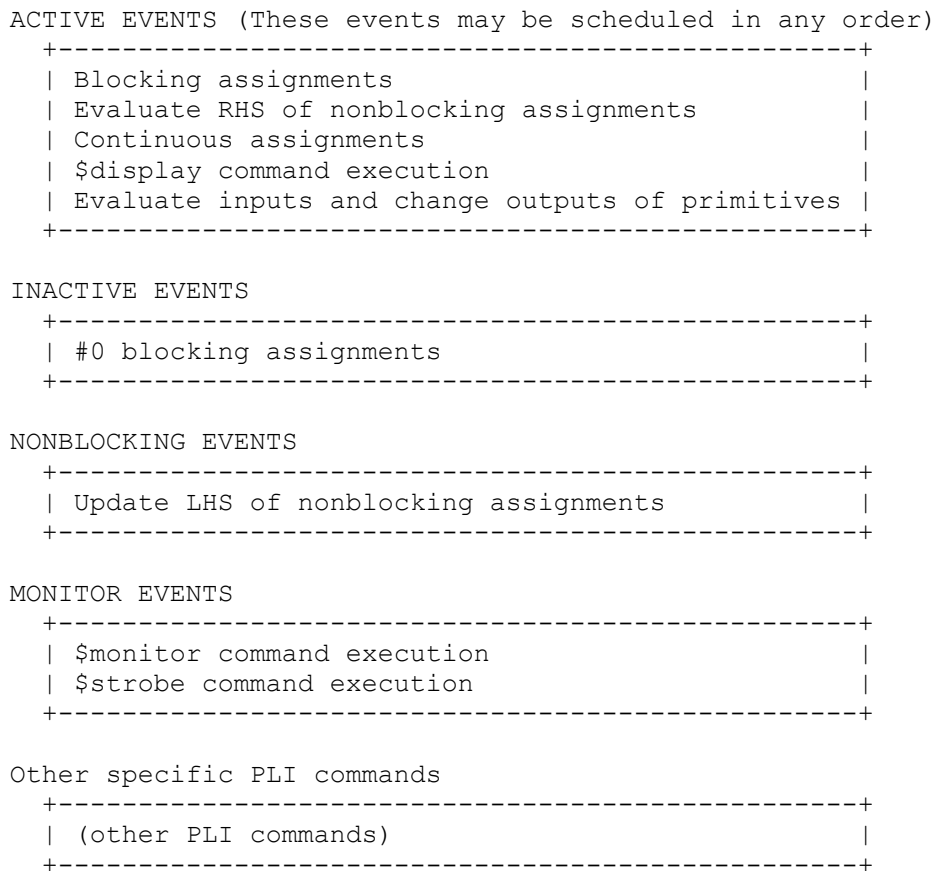 ACTIVE EVENTS (These events may be scheduled in any order)
+--------------------------------------------------+
| Blocking assignments                             |
| Evaluate RHS of nonblocking assignments          |
| Continuous assignments                           |
| $display command execution                       |
| Evaluate inputs and change outputs of primitives |
+--------------------------------------------------+
INACTIVE EVENTS
+--------------------------------------------------+
| #0 blocking assignments                          |
+--------------------------------------------------+
NONBLOCKING EVENTS
+--------------------------------------------------+
| Update LHS of nonblocking assignments            |
+--------------------------------------------------+
MONITOR EVENTS
+--------------------------------------------------+
| $monitor command execution                       |
| $strobe command execution                        |
+--------------------------------------------------+
Other specific PLI commands
+--------------------------------------------------+
| (other PLI commands)                             |
+--------------------------------------------------+